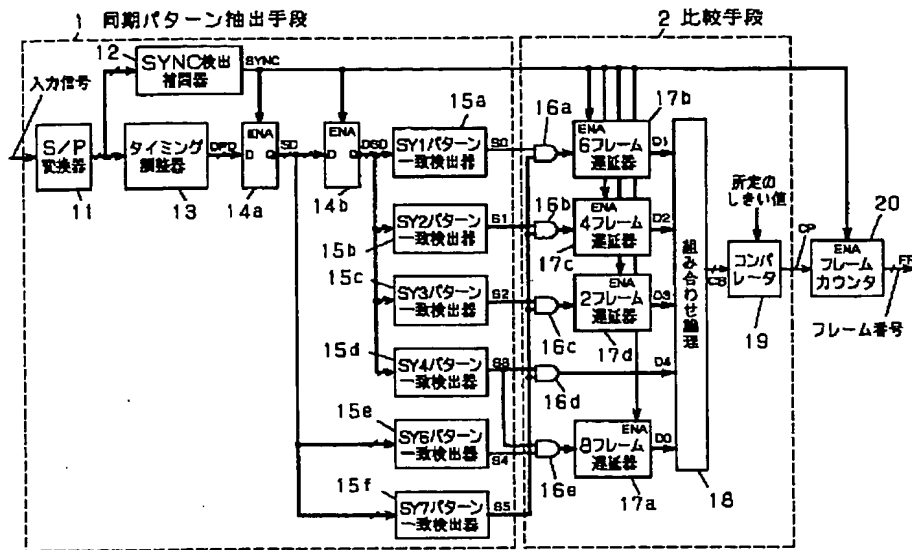 1 同期パターン抽出手段
2 比較手段
12
SYNC検出
補間器
SYNC
入力信号
S/P
変換器
11
タイミング
調整器
DPD
13
ENA
SD
14a
ENA
DSD
14b
15a
SY1パターン
一致検出器
S0
SY2パターン
一致検出器
S1
15b
15c
SY3パターン
一致検出器
S2
15d
SY4パターン
一致検出器
S3
15e
SY6パターン
一致検出器
S4
15f
SY7パターン
一致検出器
S5
16a
16b
16c
16d
16e
17b
ENA
6フレーム
遅延器
D1
ENA
4フレーム
遅延器
17c
D2
ENA
2フレーム
遅延器
17d
D3
D4
ENA
8フレーム
遅延器
17a
D0
組み合わせ論理
18
CB
所定の
しきい値
コンパ
レータ
19
CP
20
ENA
フレーム
カウンタ
FR
フレーム番号